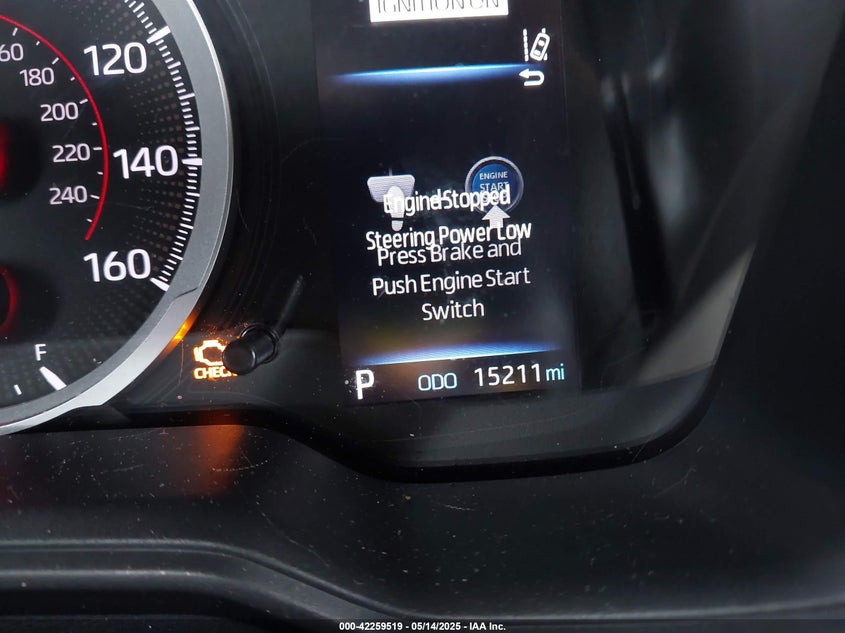 IGNITION ON
60
180
200
220
240
120
140
160
F
ENGINE
START
Engine Stopped
Steering Power Low
Press Brake and
Push Engine Start
Switch
CHECK
P ODO 15211 mi
000-42259519 - 05/14/2025 - IAA Inc.